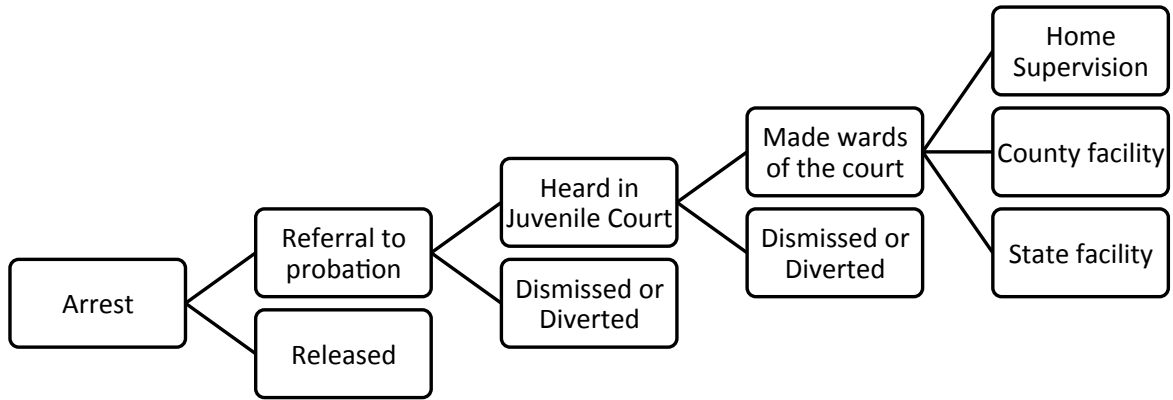 Arrest
Referral to
probation
Released
Heard in
Juvenile Court
Dismissed or
Diverted
Made wards
of the court
Dismissed or
Diverted
Home
Supervision
County facility
State facility